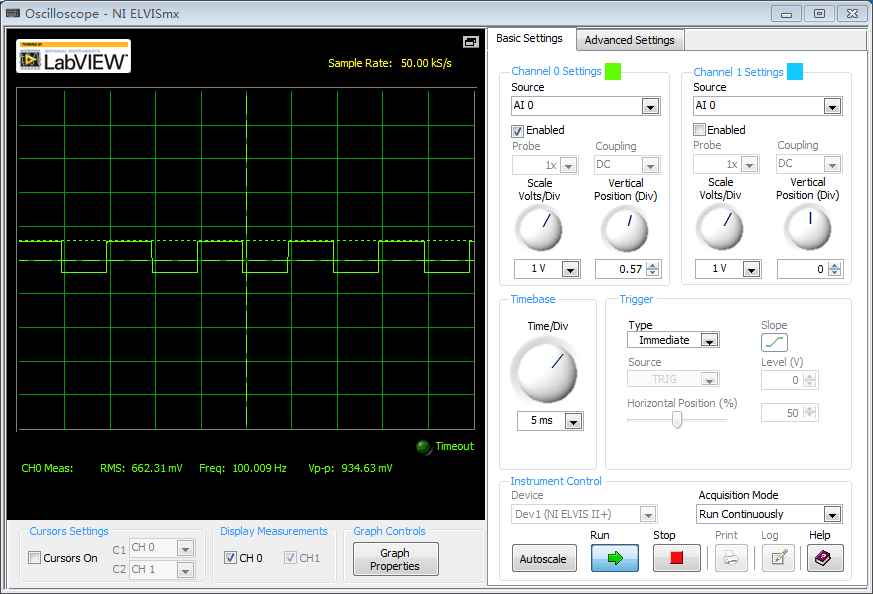 Oscilloscope - NI ELVISmx
POWERED BY
NATIONAL INSTRUMENTS
LabVIEW™
Sample Rate: 50.00 kS/s
Timeout
CH0 Meas: RMS: 662.31 mV Freq: 100.009 Hz Vp-p: 934.63 mV
Cursors Settings
Cursors On
C1 CH 0
C2 CH 1
Display Measurements
CH 0 CH1
Graph Controls
Graph
Properties
Basic Settings Advanced Settings
Channel 0 Settings
Source
AI 0
Enabled
Probe Coupling
1x DC
Scale
Volts/Div
Vertical
Position (Div)
1 V 0.57
Channel 1 Settings
Source
AI 0
Enabled
Probe Coupling
1x DC
Scale
Volts/Div
Vertical
Position (Div)
1 V 0
Timebase
Time/Div
5 ms
Trigger
Type
Immediate
Slope
Source
TRIG
Level (V)
0
Horizontal Position (%)
50
Instrument Control
Device
Dev1 (NI ELVIS II+)
Acquisition Mode
Run Continuously
Run Stop Print Log Help
Autoscale